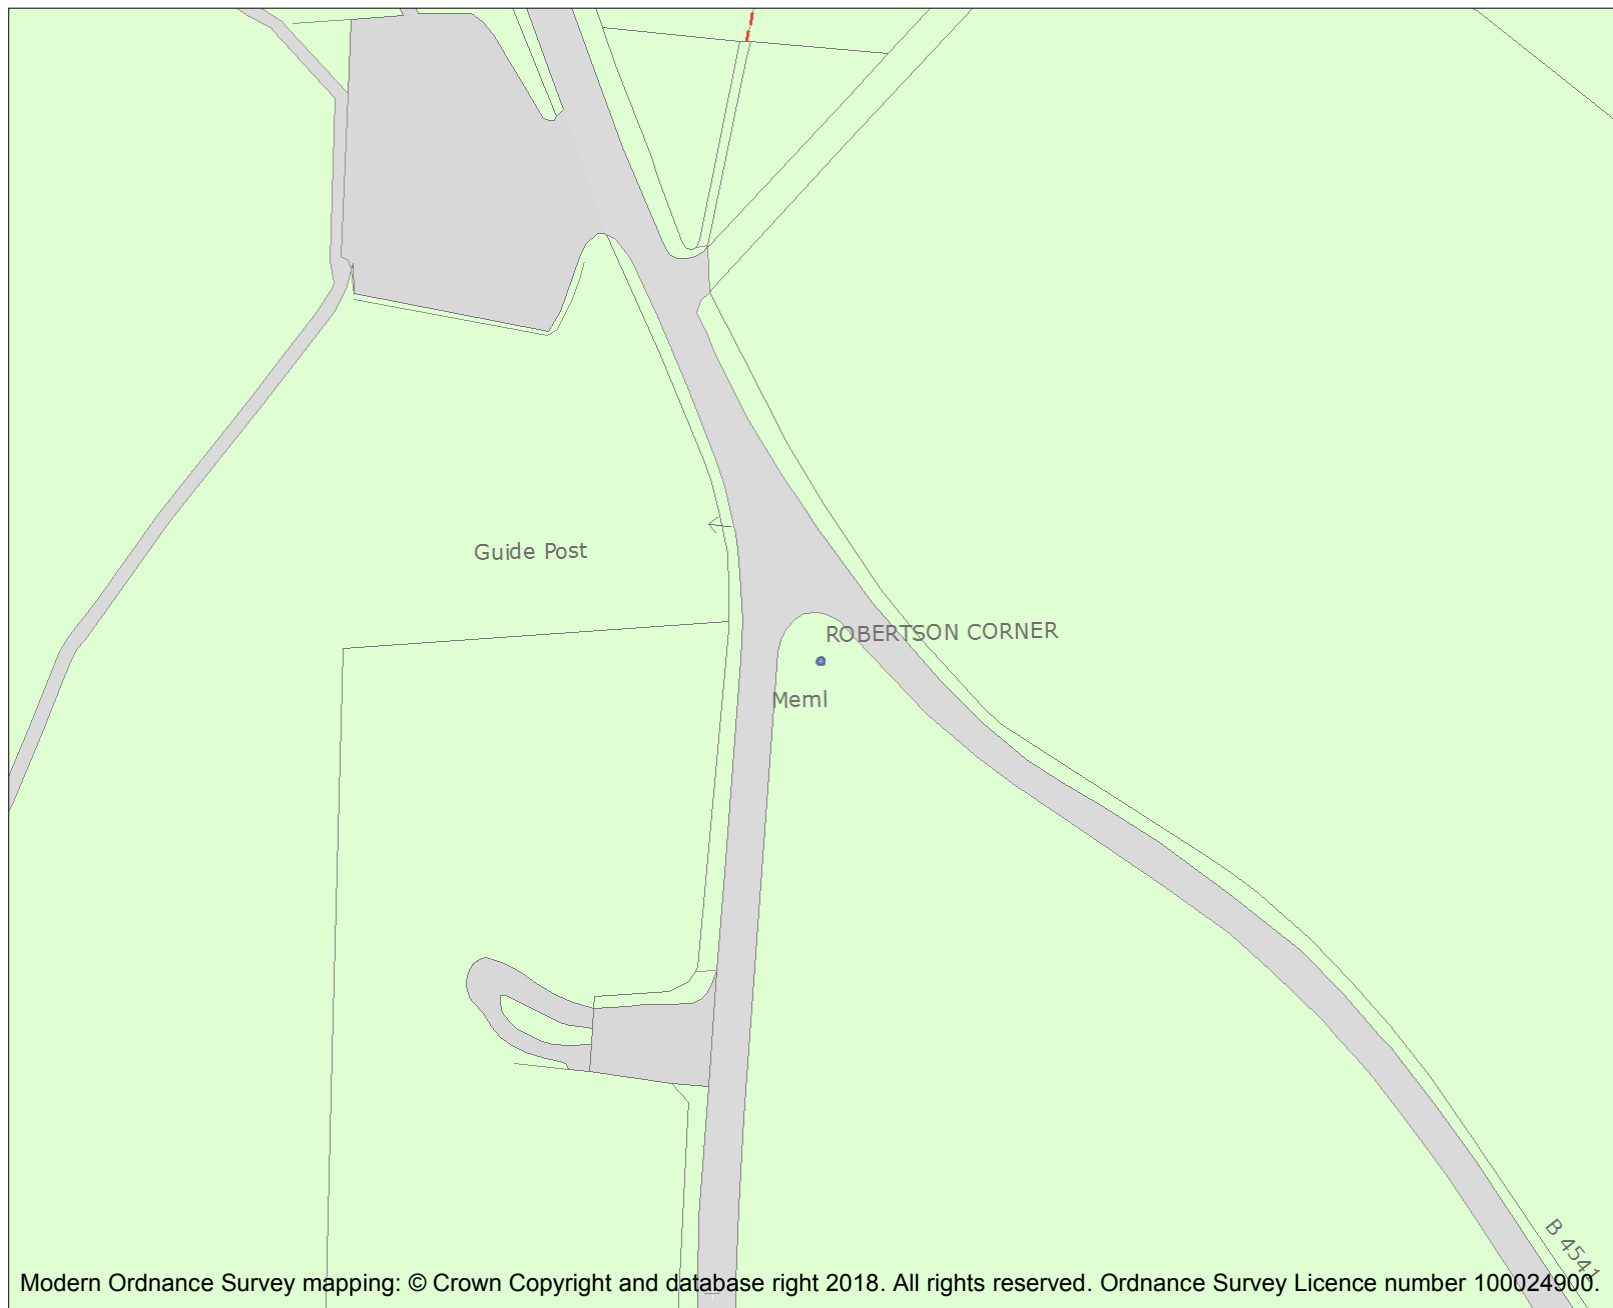 Guide Post
ROBERTSON CORNER
Meml
B 4541
Modern Ordnance Survey mapping: © Crown Copyright and database right 2018. All rights reserved. Ordnance Survey Licence number 100024900.